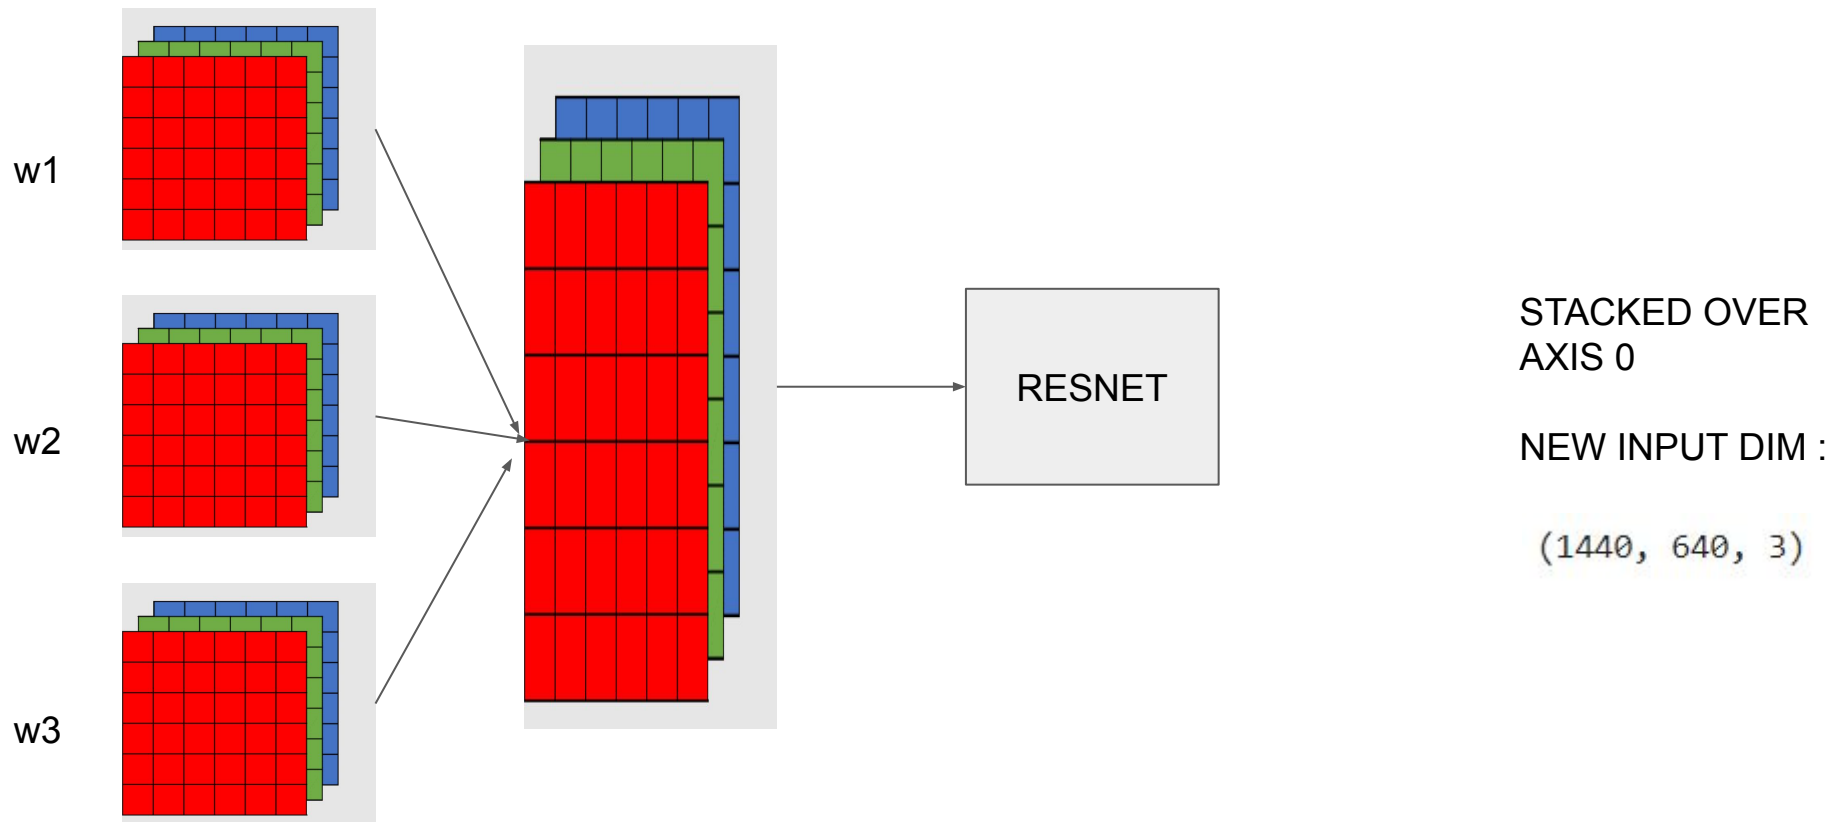 w1
w2
w3
RESNET
STACKED OVER
AXIS 0
NEW INPUT DIM :
(1440, 640, 3)